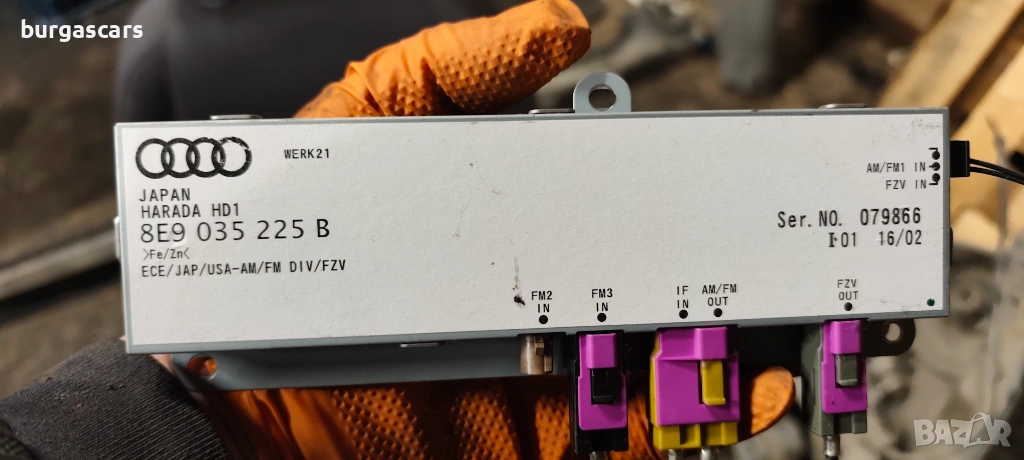 burgascars
WERK21
JAPAN
HARADA HD1
8E9 035 225 B
>Fe/Zn<
ECE/JAP/USA-AM/FM DIV/FZV
AM/FM1 IN
FZV IN
Ser.NO. 079866
I01 16/02
FM2 IN
FM3 IN
IF IN
AM/FM OUT
FZV OUT
BAZAR